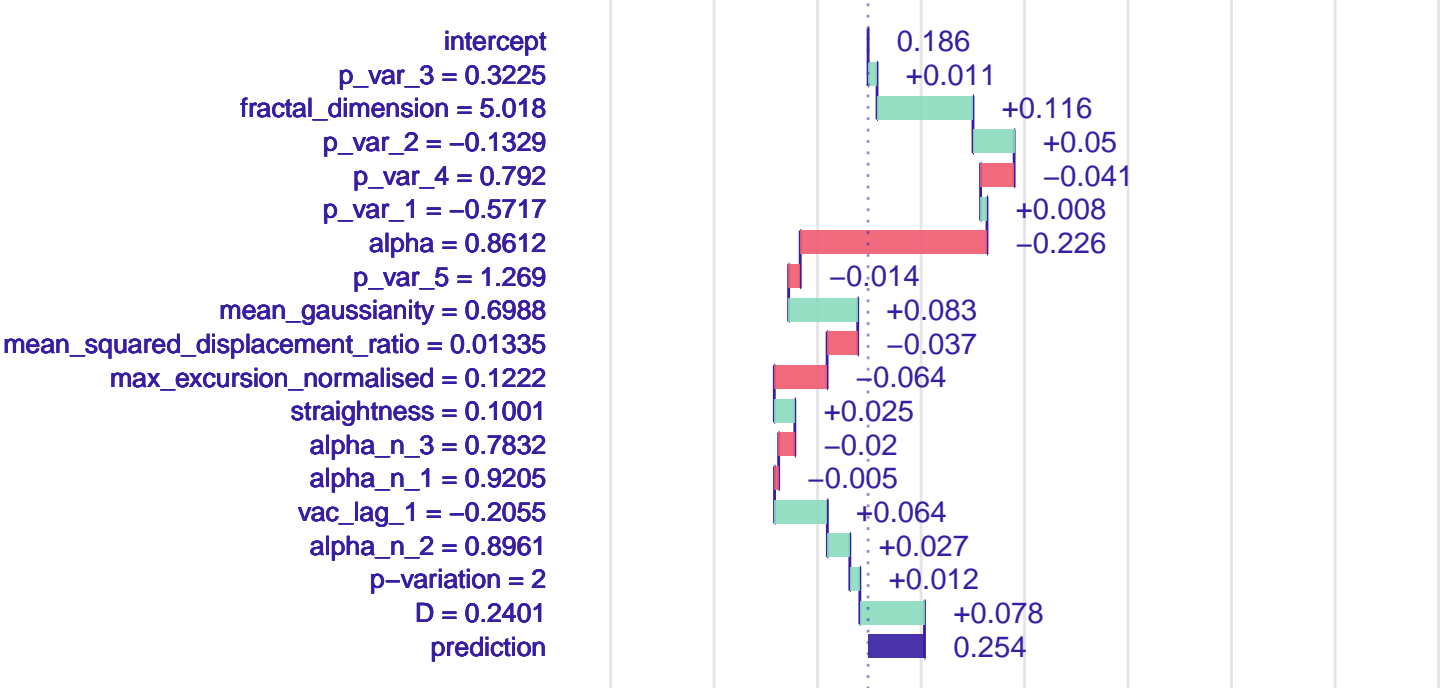 intercept 0.186
p_var_3 = 0.3225 +0.011
fractal_dimension = 5.018 +0.116
p_var_2 = −0.1329 +0.05
p_var_4 = 0.792 −0.041
p_var_1 = −0.5717 +0.008
alpha = 0.8612 −0.226
p_var_5 = 1.269 −0.014
mean_gaussianity = 0.6988 +0.083
mean_squared_displacement_ratio = 0.01335 −0.037
max_excursion_normalised = 0.1222 −0.064
straightness = 0.1001 +0.025
alpha_n_3 = 0.7832 −0.02
alpha_n_1 = 0.9205 −0.005
vac_lag_1 = −0.2055 +0.064
alpha_n_2 = 0.8961 +0.027
p−variation = 2 +0.012
D = 0.2401 +0.078
prediction 0.254